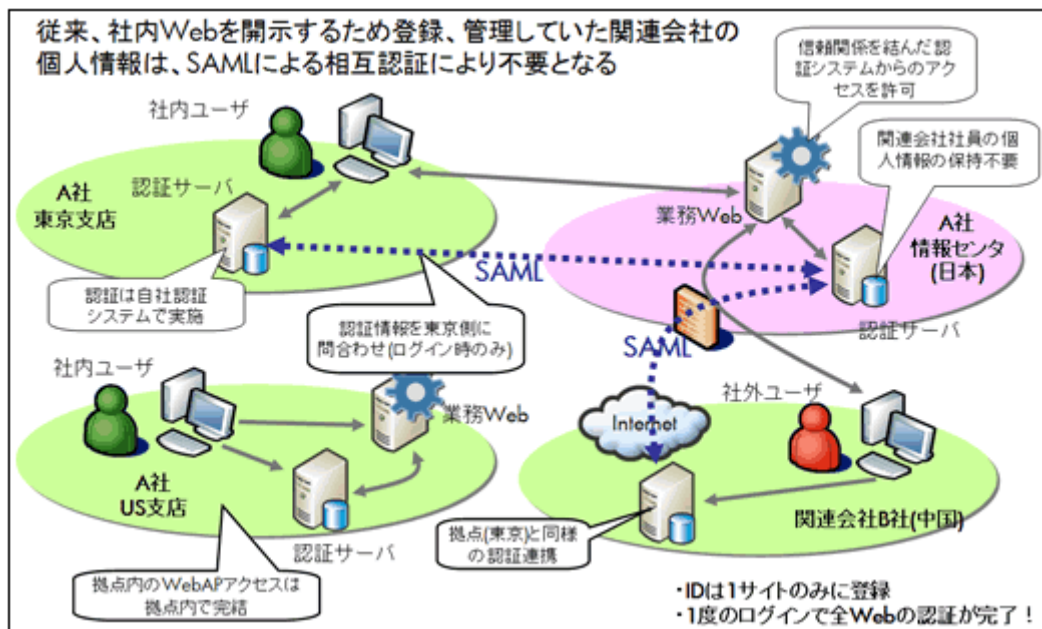 従来、社内Webを開示するため登録、管理していた関連会社の
個人情報は、SAMLによる相互認証により不要となる
信頼関係を結んだ認
証システムからのアク
セスを許可
社内ユーザ
関連会社社員の個
人情報の保持不要
A社
東京支店
認証サーバ
業務Web
A社
情報センタ
(日本)
SAML
認証は自社認証
システムで実施
認証情報を東京側に
問合わせ(ログイン時のみ)
認証サーバ
SAML
社内ユーザ
業務Web
社外ユーザ
Internet
A社
US支店
認証サーバ
拠点(東京)と同様
の認証連携
関連会社B社(中国)
拠点内のWebAPアクセスは
拠点内で完結
・IDは1サイトのみに登録
・1度のログインで全Webの認証が完了!